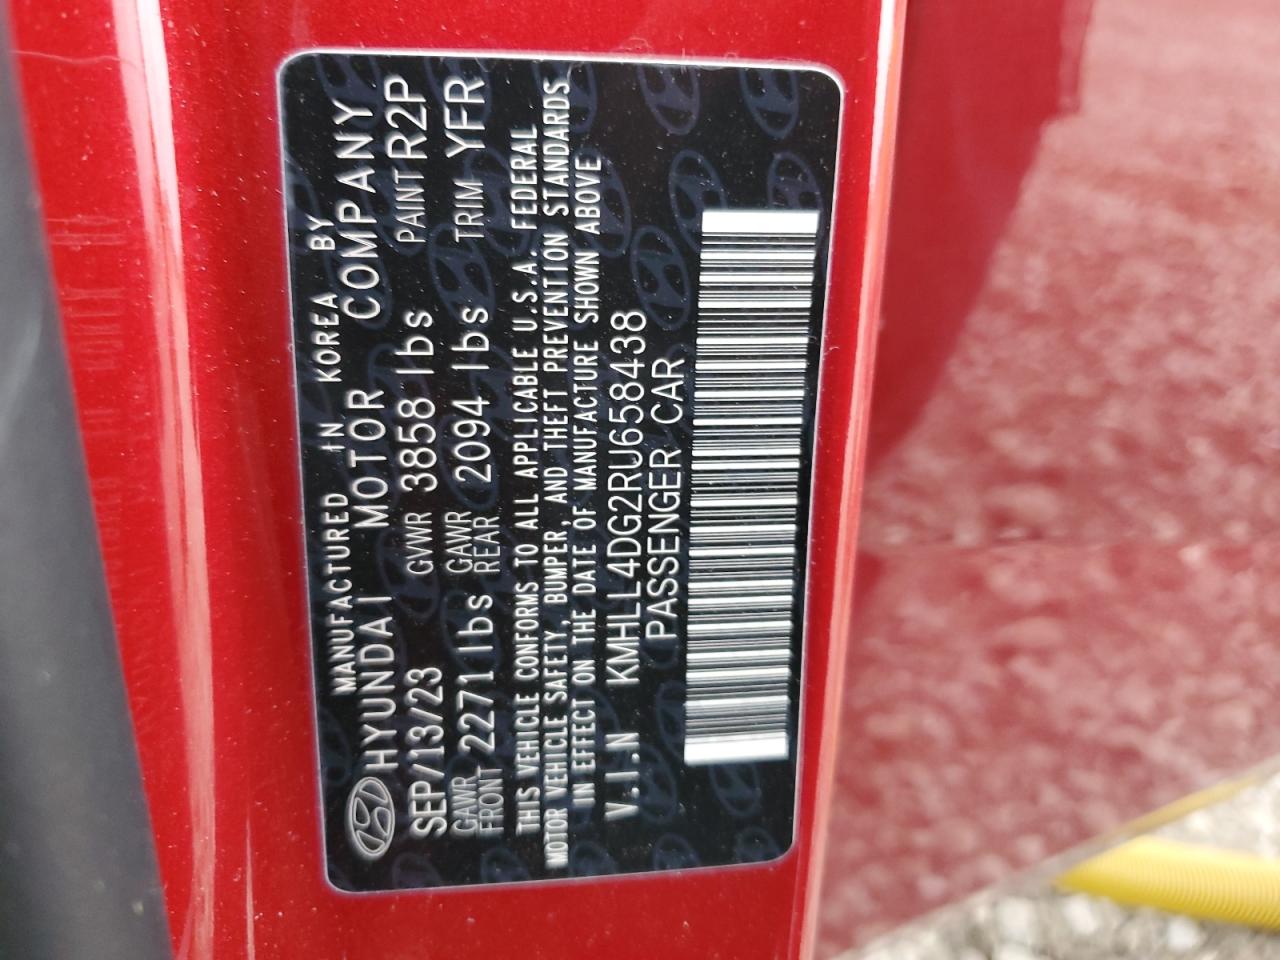 MANUFACTURED IN KOREA BY
HYUNDAI MOTOR COMPANY
SEP/13/23 GVWR 3858 lbs PAINT R2P
GAWR FRONT 2271 lbs GAWR REAR 2094 lbs TRIM YFR
THIS VEHICLE CONFORMS TO ALL APPLICABLE U.S.A. FEDERAL
MOTOR VEHICLE SAFETY, BUMPER, AND THEFT PREVENTION STANDARDS
IN EFFECT ON THE DATE OF MANUFACTURE SHOWN ABOVE
V.I.N KMHLL4DG2RU658438
PASSENGER CAR